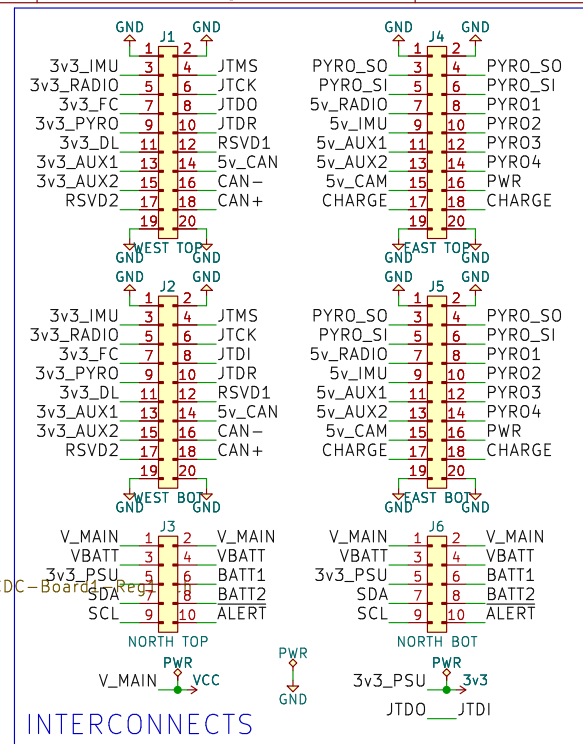 J1
GND GND
1 2
3v3_IMU 3 4 JTMS
3v3_RADIO 5 6 JTCK
3v3_FC 7 8 JTDO
3v3_PYRO 9 10 JTDR
3v3_DL 11 12 RSVD1
3v3_AUX1 13 14 5v_CAN
3v3_AUX2 15 16 CAN-
RSVD2 17 18 CAN+
19 20
GND WEST TOP GND
J4
GND GND
1 2
PYRO_SO 3 4 PYRO_SO
PYRO_SI 5 6 PYRO_SI
5v_RADIO 7 8 PYRO1
5v_IMU 9 10 PYRO2
5v_AUX1 11 12 PYRO3
5v_AUX2 13 14 PYRO4
5v_CAM 15 16 PWR
CHARGE 17 18 CHARGE
19 20
GND EAST TOP GND
J2
GND GND
1 2
3v3_IMU 3 4 JTMS
3v3_RADIO 5 6 JTCK
3v3_FC 7 8 JTDI
3v3_PYRO 9 10 JTDR
3v3_DL 11 12 RSVD1
3v3_AUX1 13 14 5v_CAN
3v3_AUX2 15 16 CAN-
RSVD2 17 18 CAN+
19 20
GND WEST BOT GND
J5
GND GND
1 2
PYRO_SO 3 4 PYRO_SO
PYRO_SI 5 6 PYRO_SI
5v_RADIO 7 8 PYRO1
5v_IMU 9 10 PYRO2
5v_AUX1 11 12 PYRO3
5v_AUX2 13 14 PYRO4
5v_CAM 15 16 PWR
CHARGE 17 18 CHARGE
19 20
GND EAST BOT GND
J3
V_MAIN 1 2 V_MAIN
VBATT 3 4 VBATT
3v3_PSU 5 6 BATT1
SDA 7 8 BATT2
SCL 9 10 ALERT
NORTH TOP
J6
V_MAIN 1 2 V_MAIN
VBATT 3 4 VBATT
3v3_PSU 5 6 BATT1
SDA 7 8 BATT2
SCL 9 10 ALERT
NORTH BOT
PWR
V_MAIN VCC
PWR
GND
PWR
3v3_PSU 3v3
JTDO JTDI
INTERCONNECTS